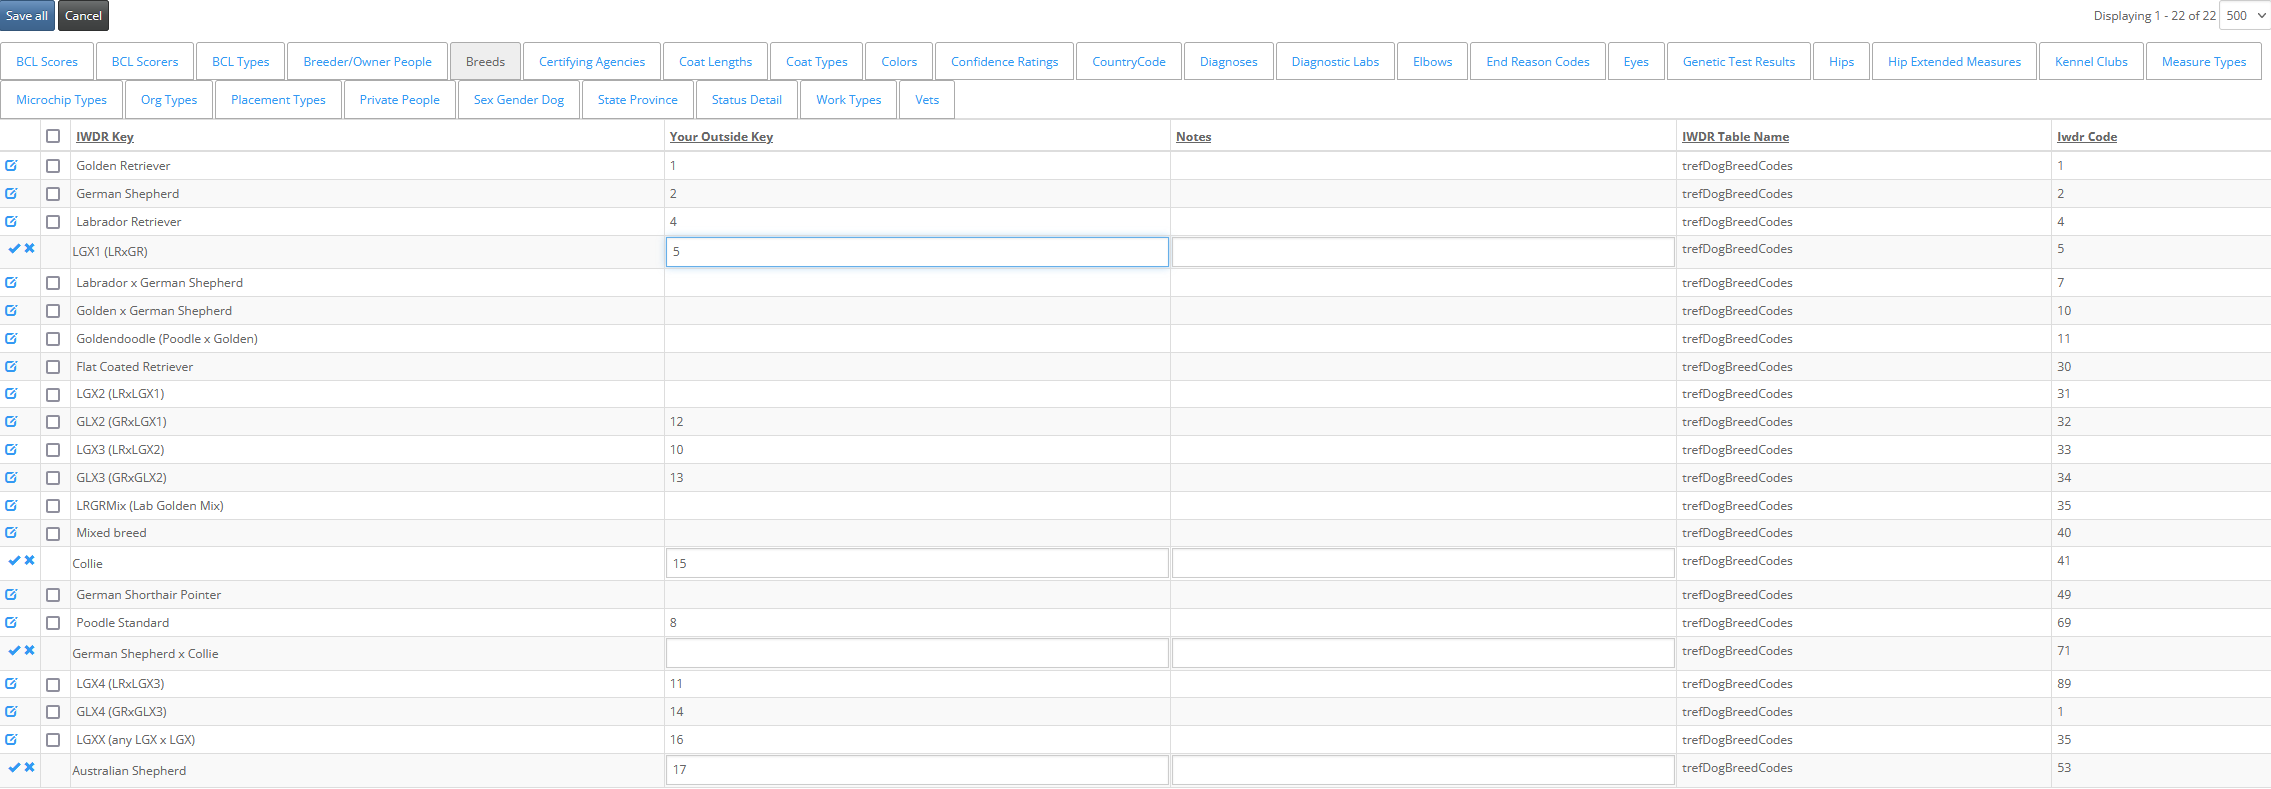 Save all Cancel Displaying 1 - 22 of 22 500
BCL Scores BCL Scorers BCL Types Breeder/Owner People Breeds Certifying Agencies Coat Lengths Coat Types Colors Confidence Ratings CountryCode Diagnoses Diagnostic Labs Elbows End Reason Codes Eyes Genetic Test Results Hips Hip Extended Measures Kennel Clubs Measure Types
Microchip Types Org Types Placement Types Private People Sex Gender Dog State Province Status Detail Work Types Vets
IWDR Key Your Outside Key Notes IWDR Table Name Iwdr Code
Golden Retriever 1 trefDogBreedCodes 1
German Shepherd 2 trefDogBreedCodes 2
Labrador Retriever 4 trefDogBreedCodes 4
LGX1 (LRxGR) 5 trefDogBreedCodes 5
Labrador x German Shepherd trefDogBreedCodes 7
Golden x German Shepherd trefDogBreedCodes 10
Goldendoodle (Poodle x Golden) trefDogBreedCodes 11
Flat Coated Retriever trefDogBreedCodes 30
LGX2 (LRxLGX1) trefDogBreedCodes 31
GLX2 (GRxLGX1) 12 trefDogBreedCodes 32
LGX3 (LRxLGX2) 10 trefDogBreedCodes 33
GLX3 (GRxGLX2) 13 trefDogBreedCodes 34
LRGRMix (Lab Golden Mix) trefDogBreedCodes 35
Mixed breed trefDogBreedCodes 40
Collie 15 trefDogBreedCodes 41
German Shorthair Pointer trefDogBreedCodes 49
Poodle Standard 8 trefDogBreedCodes 69
German Shepherd x Collie trefDogBreedCodes 71
LGX4 (LRxLGX3) 11 trefDogBreedCodes 89
GLX4 (GRxGLX3) 14 trefDogBreedCodes 1
LGXX (any LGX x LGX) 16 trefDogBreedCodes 35
Australian Shepherd 17 trefDogBreedCodes 53